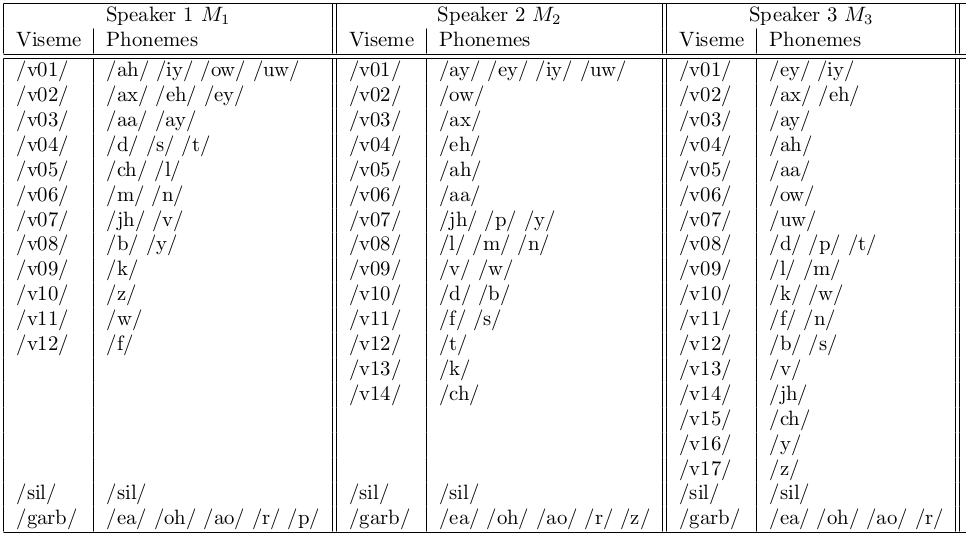 Speaker 1 M1 Speaker 2 M2 Speaker 3 M3
Viseme Phonemes Viseme Phonemes Viseme Phonemes
/v01/ /ah/ /iy/ /ow/ /uw/ /v01/ /ay/ /ey/ /iy/ /uw/ /v01/ /ey/ /iy/
/v02/ /ax/ /eh/ /ey/ /v02/ /ow/ /v02/ /ax/ /eh/
/v03/ /aa/ /ay/ /v03/ /ax/ /v03/ /ay/
/v04/ /d/ /s/ /t/ /v04/ /eh/ /v04/ /ah/
/v05/ /ch/ /l/ /v05/ /ah/ /v05/ /aa/
/v06/ /m/ /n/ /v06/ /aa/ /v06/ /ow/
/v07/ /jh/ /v/ /v07/ /jh/ /p/ /y/ /v07/ /uw/
/v08/ /b/ /y/ /v08/ /l/ /m/ /n/ /v08/ /d/ /p/ /t/
/v09/ /k/ /v09/ /v/ /w/ /v09/ /l/ /m/
/v10/ /z/ /v10/ /d/ /b/ /v10/ /k/ /w/
/v11/ /w/ /v11/ /f/ /s/ /v11/ /f/ /n/
/v12/ /f/ /v12/ /t/ /v12/ /b/ /s/
/v13/ /k/ /v13/ /v/
/v14/ /ch/ /v14/ /jh/
/v15/ /ch/
/v16/ /y/
/v17/ /z/
/sil/ /sil/ /sil/ /sil/ /sil/ /sil/
/garb/ /ea/ /oh/ /ao/ /r/ /p/ /garb/ /ea/ /oh/ /ao/ /r/ /z/ /garb/ /ea/ /oh/ /ao/ /r/